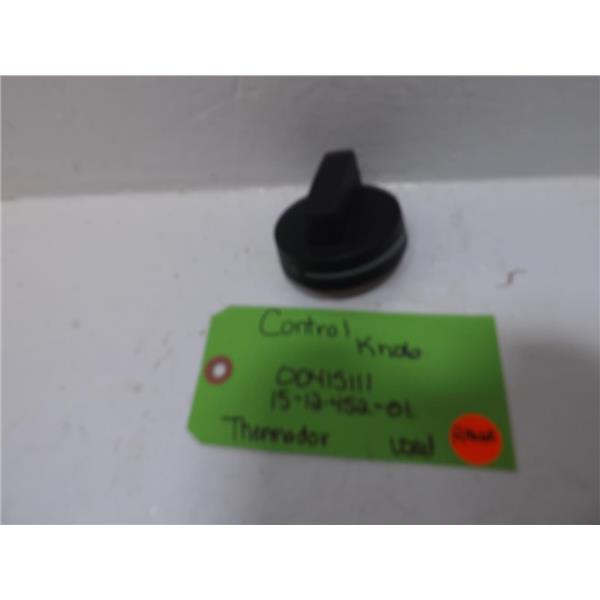 Control
Knob
00415111
15-12-452-01
Thermador used